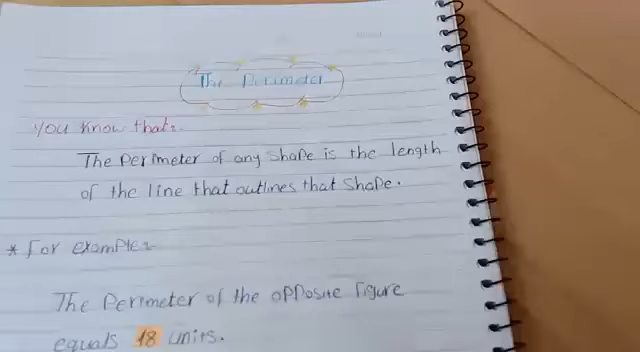 The Perimeter
You know that:
The perimeter of any shape is the length
of the line that outlines that shape.
* For example:
The Perimeter of the opposite figure
equals 18 units.